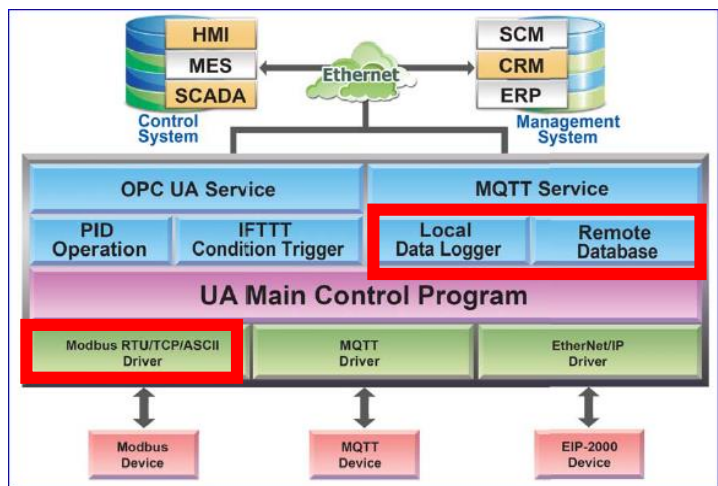 HMI
MES
SCADA
Control
System
Ethernet
SCM
CRM
ERP
Management
System
OPC UA Service
MQTT Service
PID
Operation
IFTTT
Condition Trigger
Local
Data Logger
Remote
Database
UA Main Control Program
Modbus RTU/TCP/ASCII
Driver
MQTT
Driver
EtherNet/IP
Driver
Modbus
Device
MQTT
Device
EIP-2000
Device